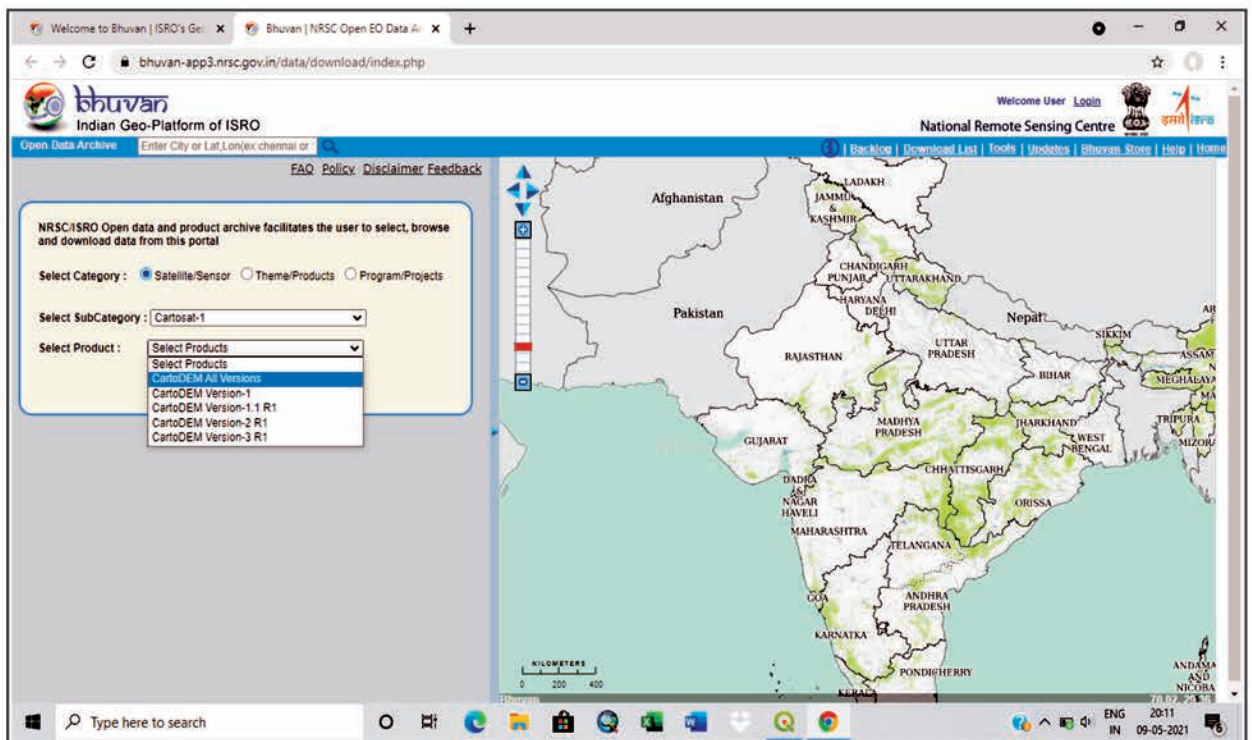 Welcome to Bhuvan | ISRO's Ge
Bhuvan | NRSC Open EO Data Ar
bhuvan-app3.nrsc.gov.in/data/download/index.php
bhuvan
Indian Geo-Platform of ISRO
Welcome User Login
National Remote Sensing Centre
इसरो isro
Open Data Archive
Enter City or Lat,Lon(ex:chennai or
| Backlog | Download List | Tools | Updates | Bhuvan Store | Help | Home
FAQ Policy Disclaimer Feedback
NRSC/ISRO Open data and product archive facilitates the user to select, browse
and download data from this portal
Select Category : Satellite/Sensor Theme/Products Program/Projects
Select SubCategory : Cartosat-1
Select Product : Select Products
Select Products
CartoDEM All Versions
CartoDEM Version-1
CartoDEM Version-1.1 R1
CartoDEM Version-2 R1
CartoDEM Version-3 R1
Afghanistan
LADAKH
JAMMU
&
KASHMIR
CHANDIGARH
PUNJAB
UTTARAKHAND
HARYANA
DELHI
Pakistan
Nepal
SIKKIM
AR
RAJASTHAN
UTTAR
PRADESH
ASSAM
N
BIHAR
MEGHALAYA
MA
GUJARAT
MADHYA
PRADESH
JHARKHAND
WEST
BENGAL
TRIPURA
MIZOR
CHHATTISGARH
DADRA
&
NAGAR
HAVELI
ORISSA
MAHARASHTRA
TELANGANA
GOA
ANDHRA
PRADESH
KARNATKA
KILOMETERS
0 200 400
PONDICHERRY
KERALA
ANDAMA
AND
NICOBA
Bhuvan
Type here to search
ENG
IN
20:11
09-05-2021
6